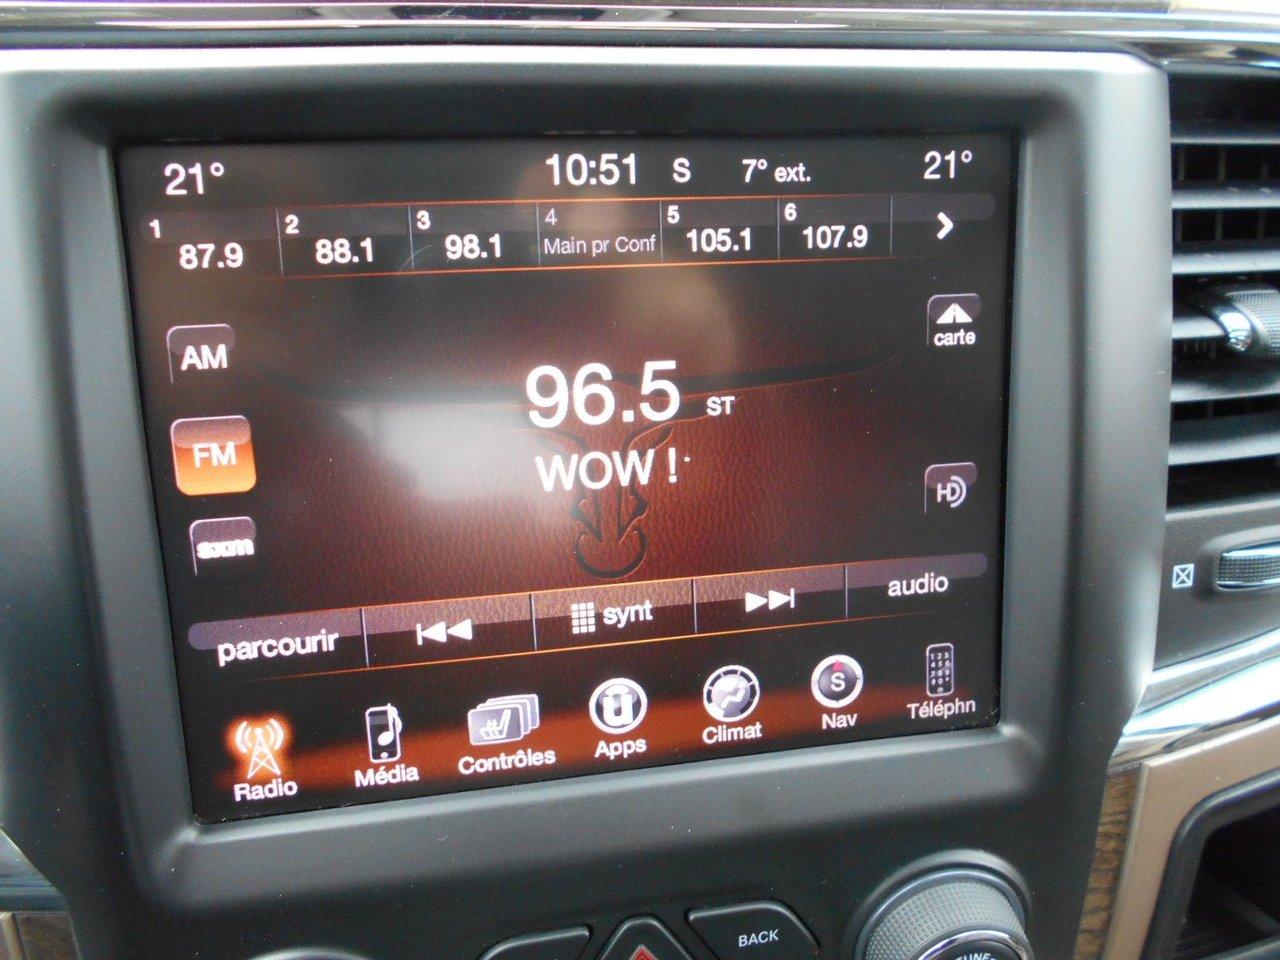 21° 10:51 S 7° ext. 21°
1 87.9 2 88.1 3 98.1 4 Main pr Conf 5 105.1 6 107.9
carte
AM
96.5 ST
FM
WOW !
HD
sxm
parcourir synt audio
Radio Média Contrôles Apps Climat Nav Téléphn
S
BACK
TUNE